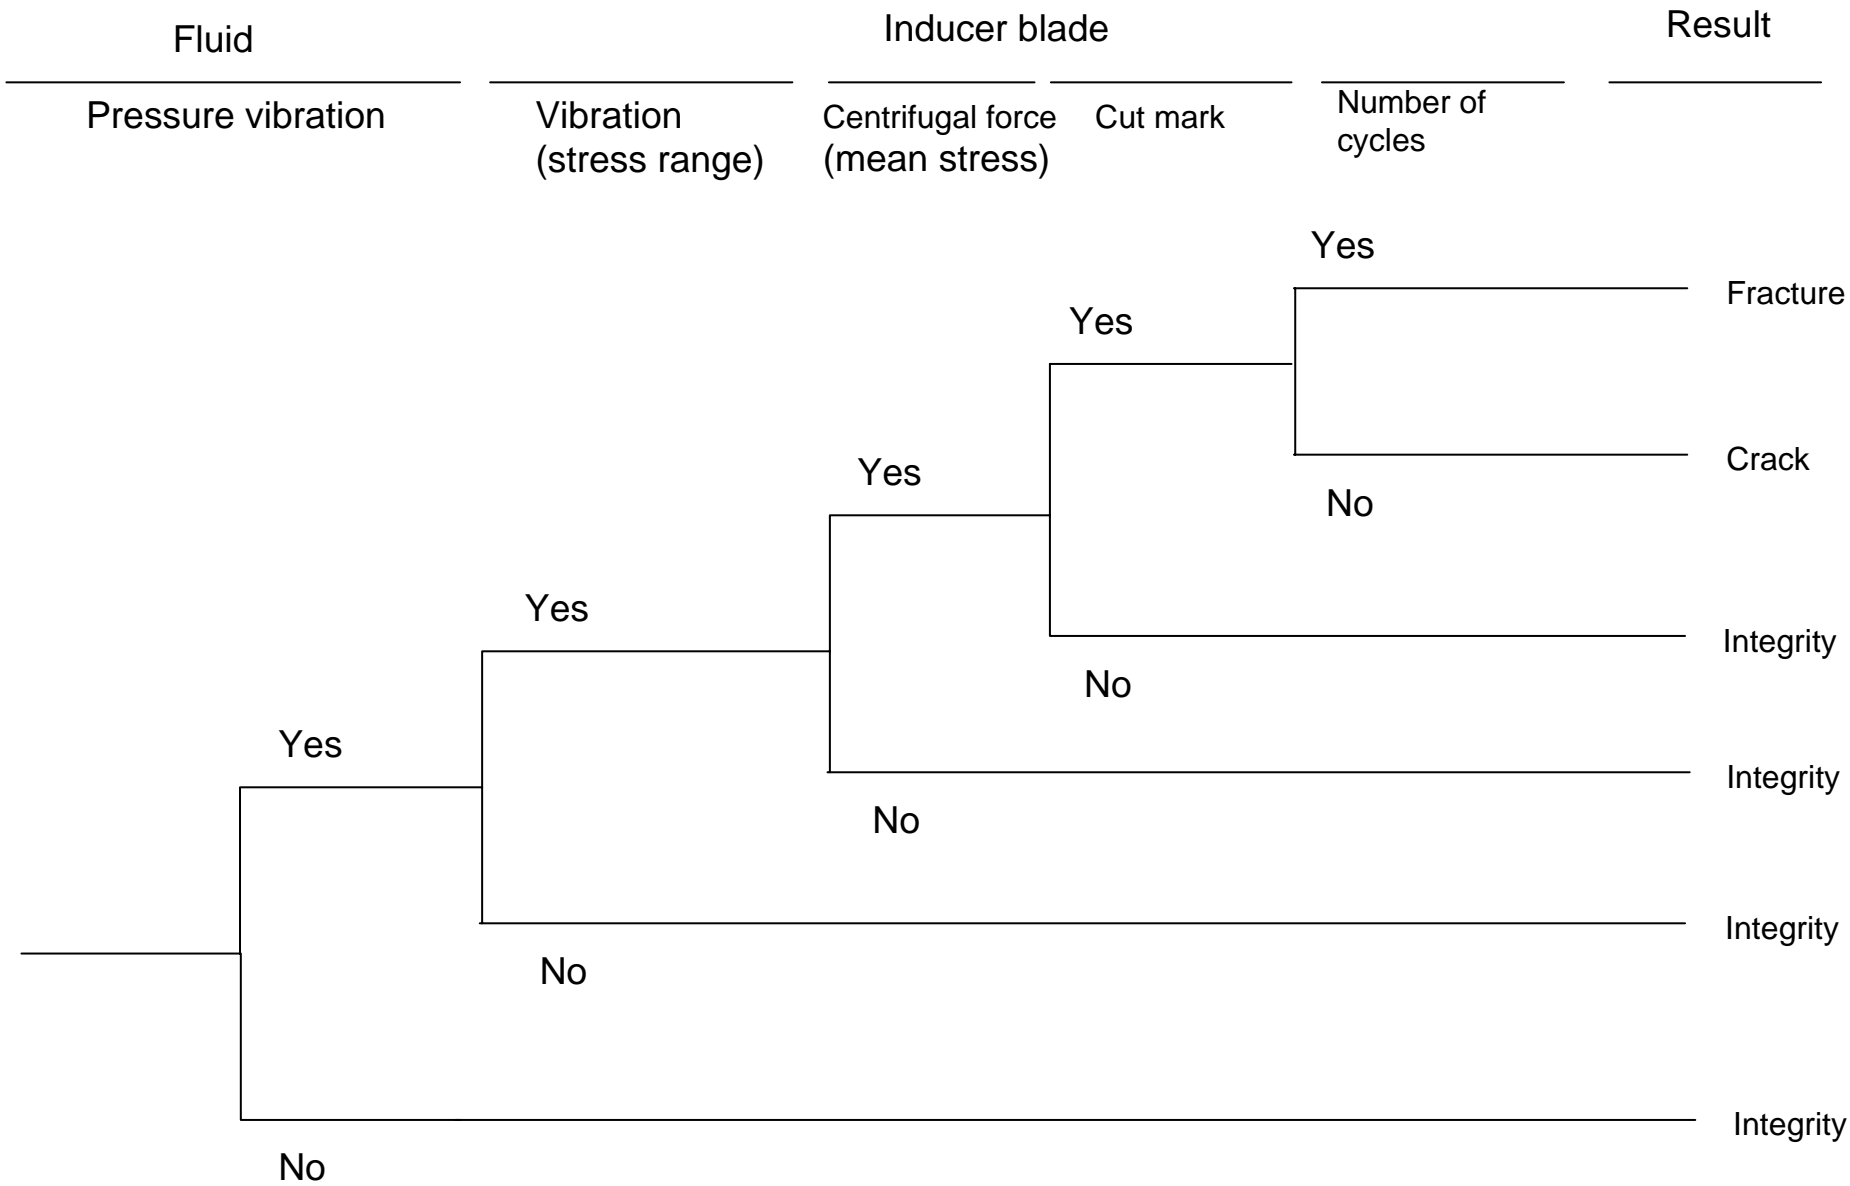 Fluid
Inducer blade
Result
Pressure vibration
Vibration
(stress range)
Centrifugal force
(mean stress)
Cut mark
Number of
cycles
Yes
Fracture
Yes
Crack
Yes
No
Yes
Integrity
No
Yes
Integrity
No
Integrity
No
Integrity
No